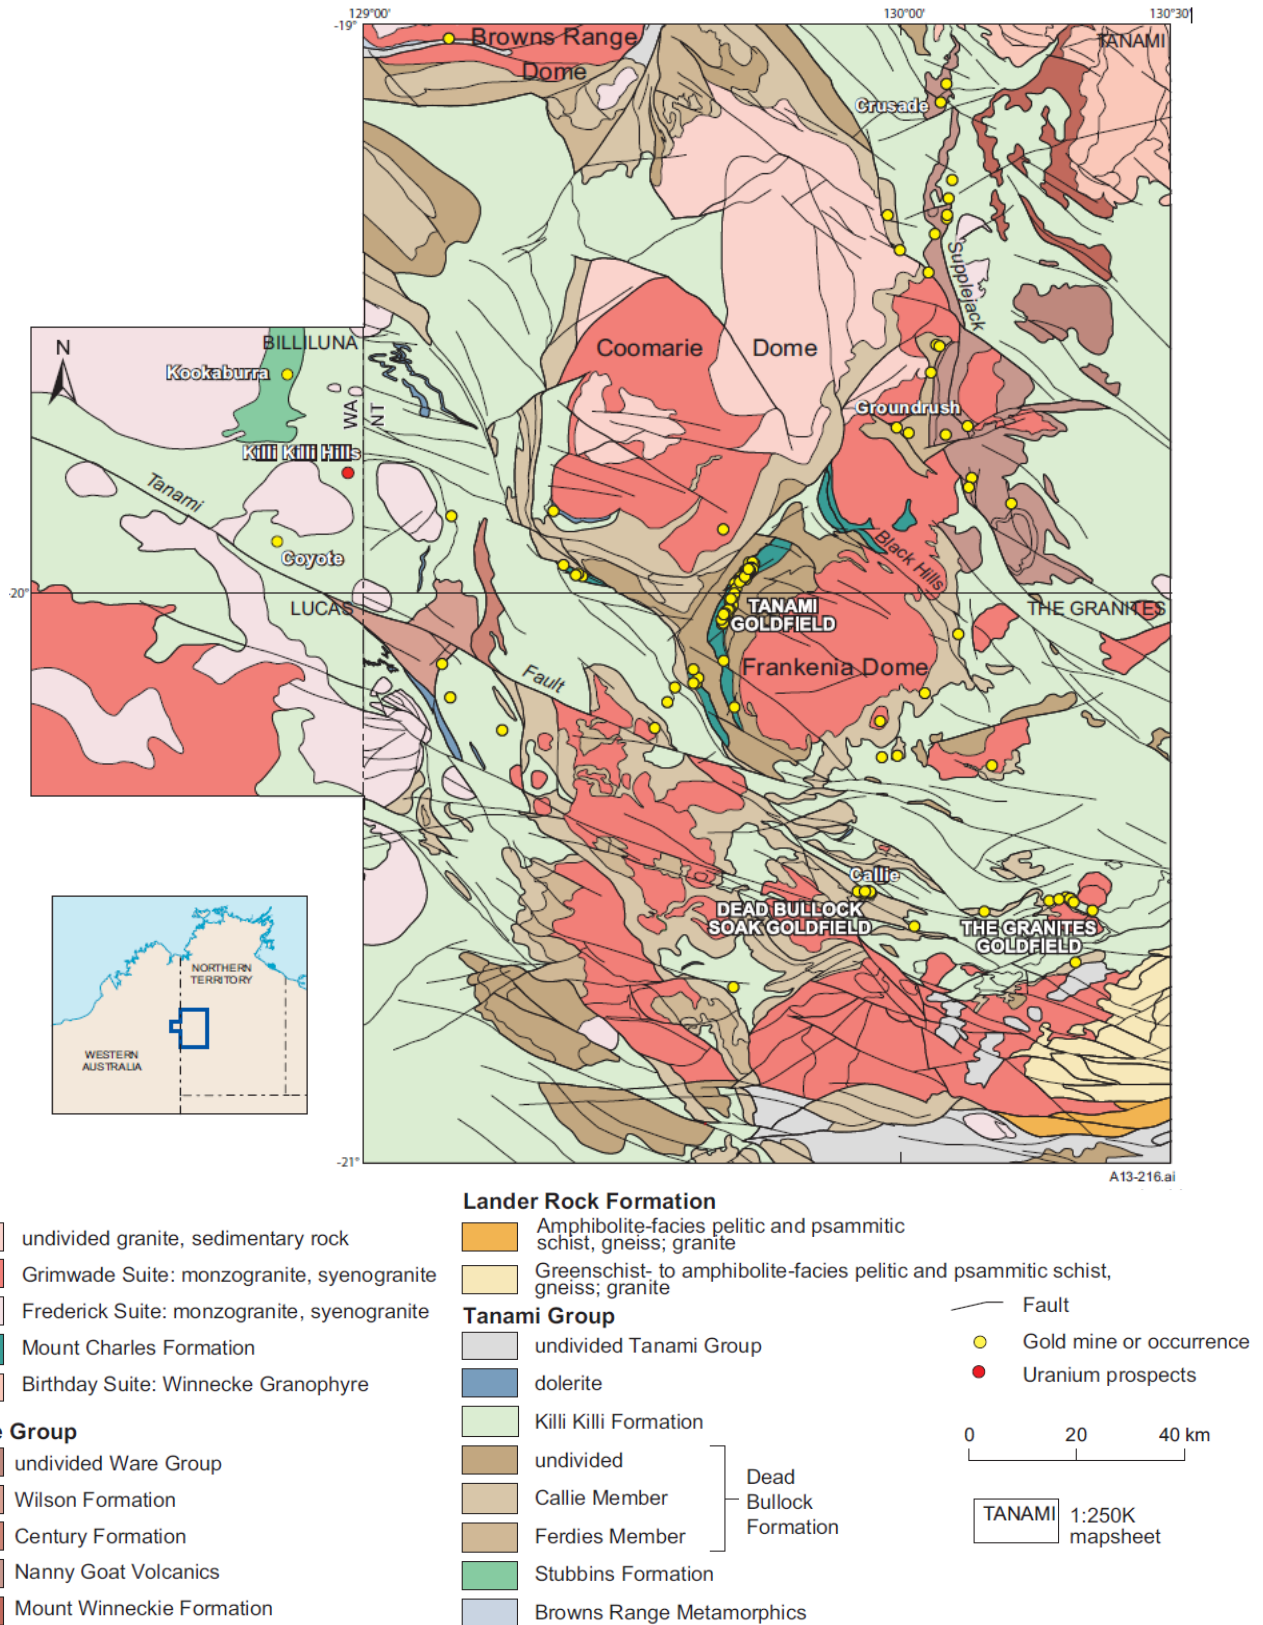 129°00'
130°00'
130°30'
-19°
Browns Range
Dome
TANAMI
Crusade
Supplejack
Coomarie
Dome
N
BILLILUNA
Kookaburra
WA
NT
Groundrush
Killi Killi Hills
Tanami
Coyote
Black Hills
-20°
LUCAS
TANAMI
GOLDFIELD
THE GRANITES
Fault
Frankenia Dome
Callie
DEAD BULLOCK
SOAK GOLDFIELD
THE GRANITES
GOLDFIELD
NORTHERN
TERRITORY
WESTERN
AUSTRALIA
-21°
A13-216.ai
undivided granite, sedimentary rock
Grimwade Suite: monzogranite, syenogranite
Frederick Suite: monzogranite, syenogranite
Mount Charles Formation
Birthday Suite: Winnecke Granophyre
e Group
undivided Ware Group
Wilson Formation
Century Formation
Nanny Goat Volcanics
Mount Winneckie Formation
Lander Rock Formation
Amphibolite-facies pelitic and psammitic
schist, gneiss; granite
Greenschist- to amphibolite-facies pelitic and psammitic schist,
gneiss; granite
Tanami Group
undivided Tanami Group
dolerite
Killi Killi Formation
undivided
Callie Member
Ferdies Member
Dead
Bullock
Formation
Stubbins Formation
Browns Range Metamorphics
Fault
Gold mine or occurrence
Uranium prospects
0 20 40 km
TANAMI
1:250K
mapsheet